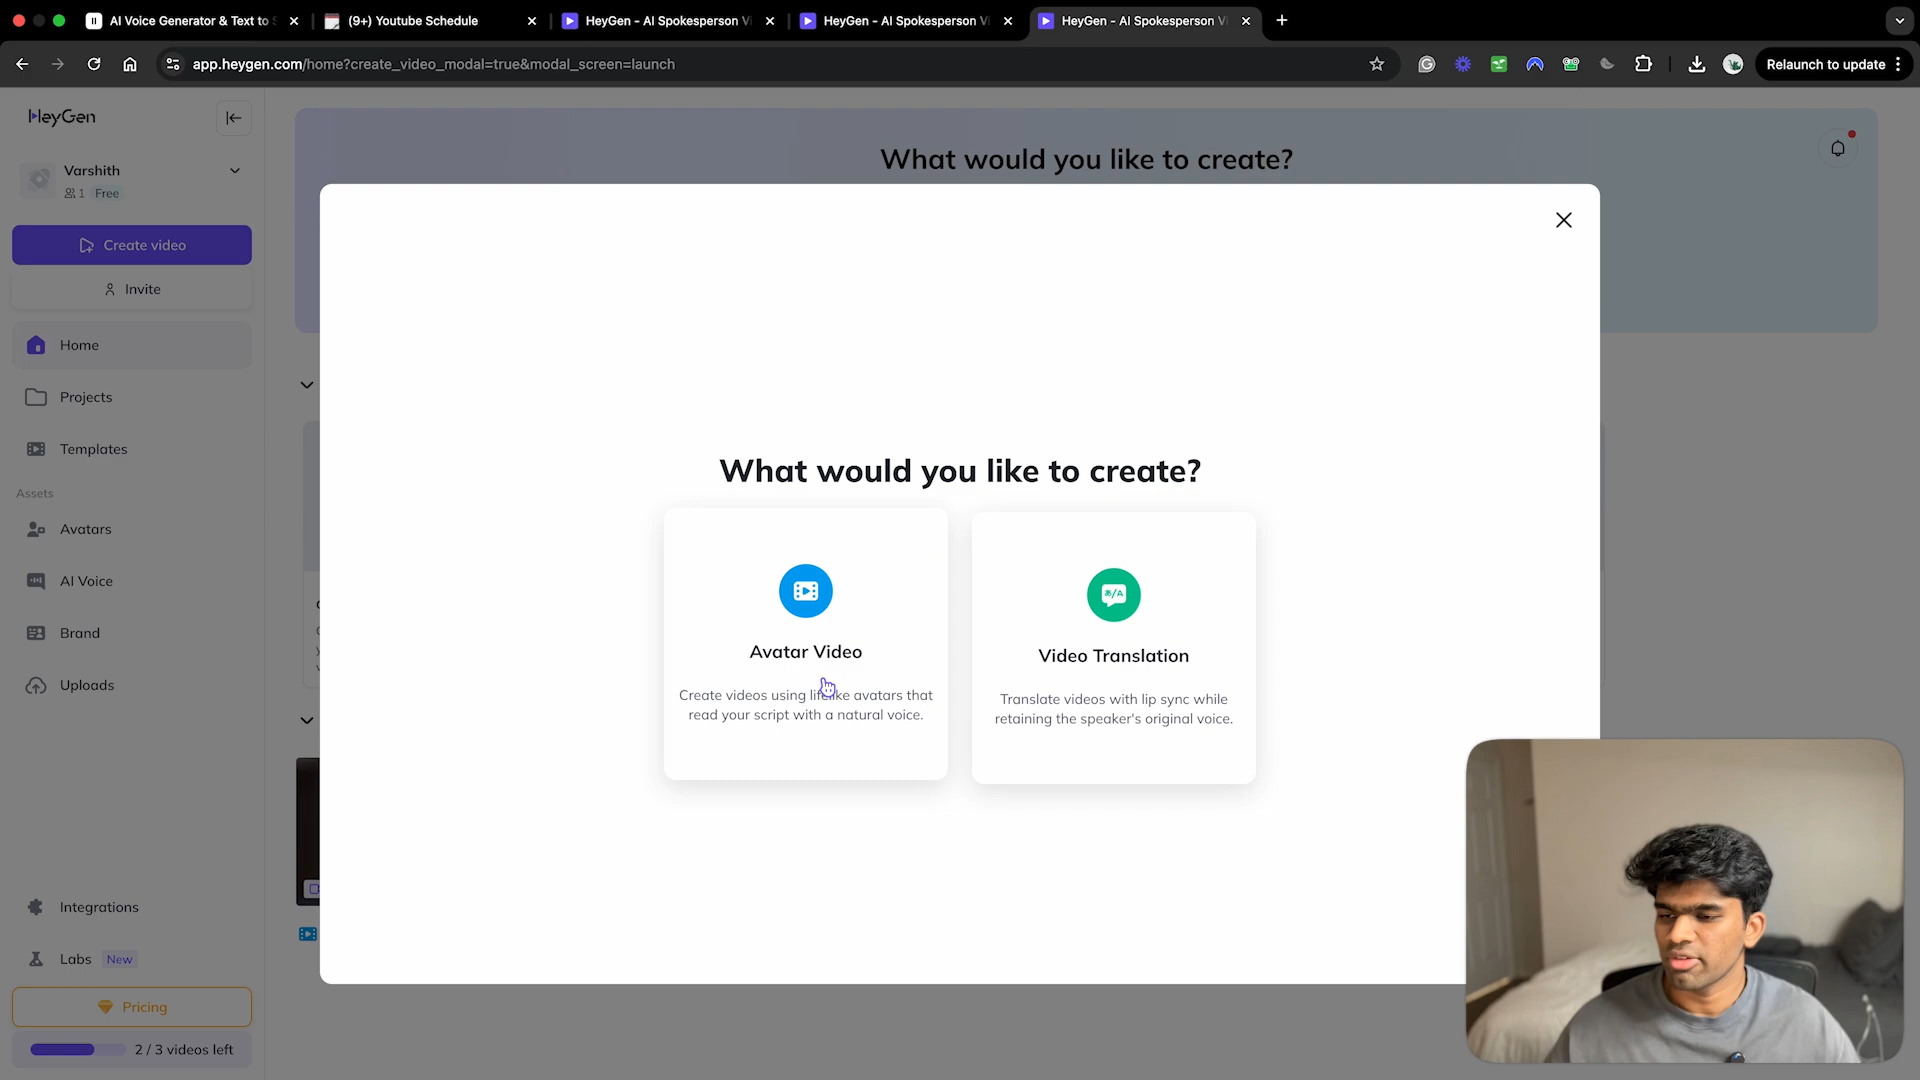 AI Voice Generator & Text to S
(9+) Youtube Schedule
HeyGen - AI Spokesperson Vi
HeyGen - AI Spokesperson Vi
HeyGen - AI Spokesperson Vi
app.heygen.com/home?create_video_modal=true&modal_screen=launch
Relaunch to update
HeyGen
Varshith
1 Free
Create video
Invite
Home
Projects
Templates
Assets
Avatars
AI Voice
Brand
Uploads
Integrations
Labs New
Pricing
2 / 3 videos left
What would you like to create?
What would you like to create?
Avatar Video
Create videos using lifelike avatars that
read your script with a natural voice.
Video Translation
Translate videos with lip sync while
retaining the speaker's original voice.